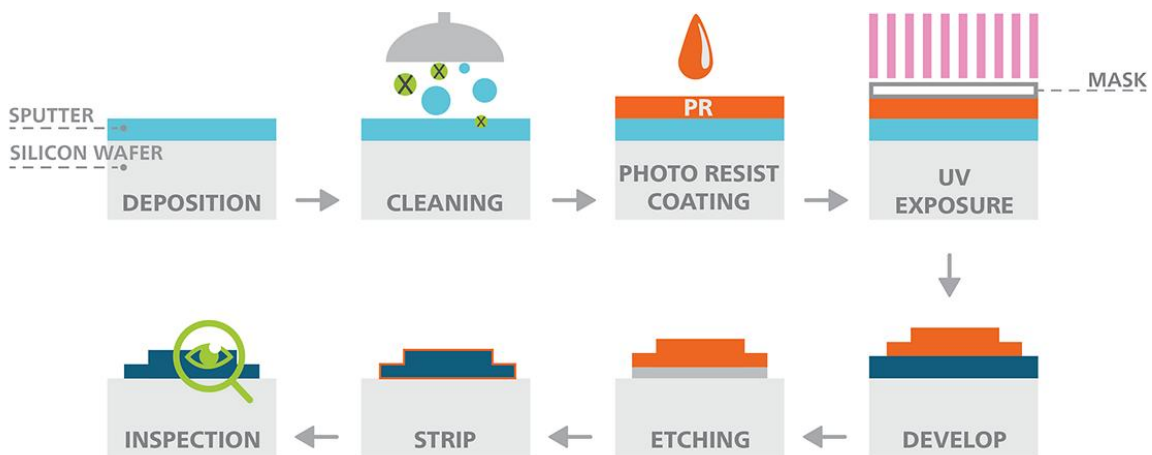 SPUTTER
SILICON WAFER
DEPOSITION
X
X
X
CLEANING
PR
PHOTO RESIST
COATING
MASK
UV
EXPOSURE
INSPECTION
STRIP
ETCHING
DEVELOP